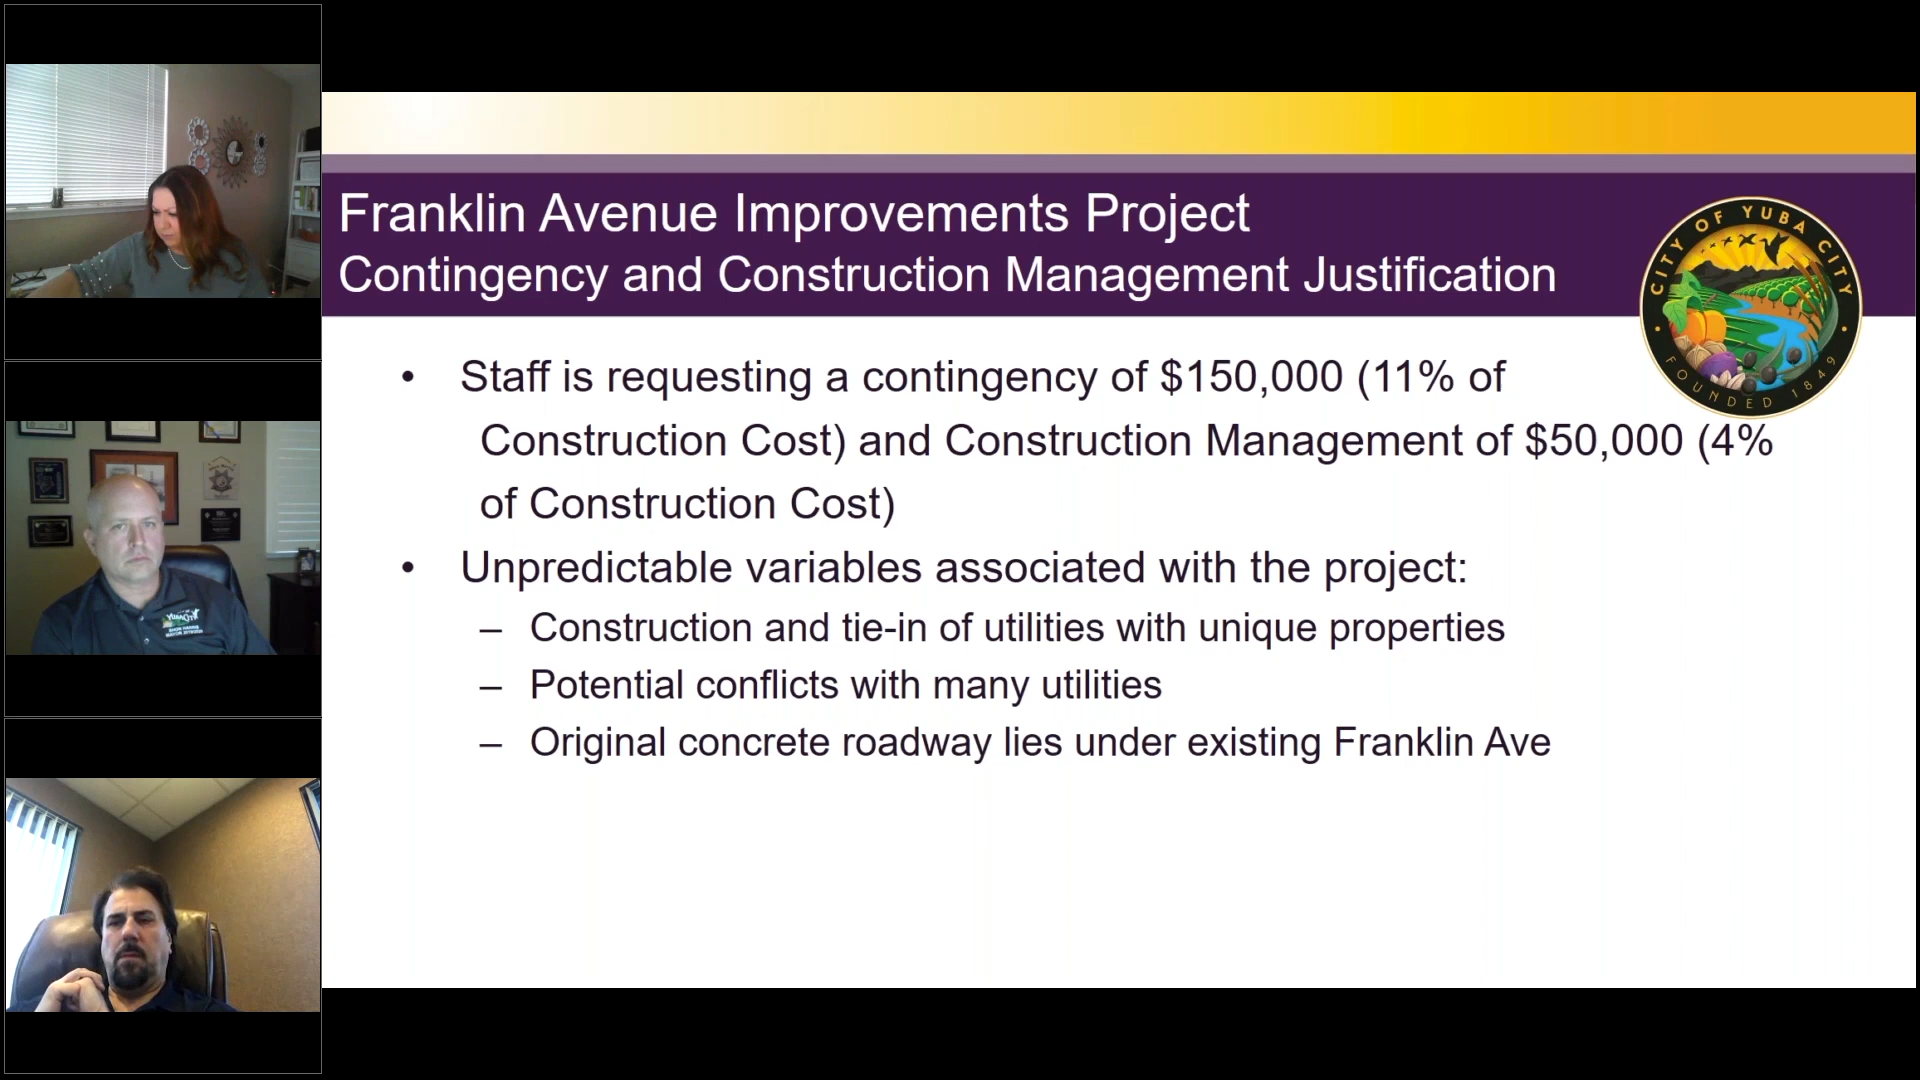 Franklin Avenue Improvements Project
Contingency and Construction Management Justification
CITY OF YUBA CITY
• FOUNDED 1849 •
• Staff is requesting a contingency of $150,000 (11% of
Construction Cost) and Construction Management of $50,000 (4%
of Construction Cost)
• Unpredictable variables associated with the project:
– Construction and tie-in of utilities with unique properties
– Potential conflicts with many utilities
– Original concrete roadway lies under existing Franklin Ave